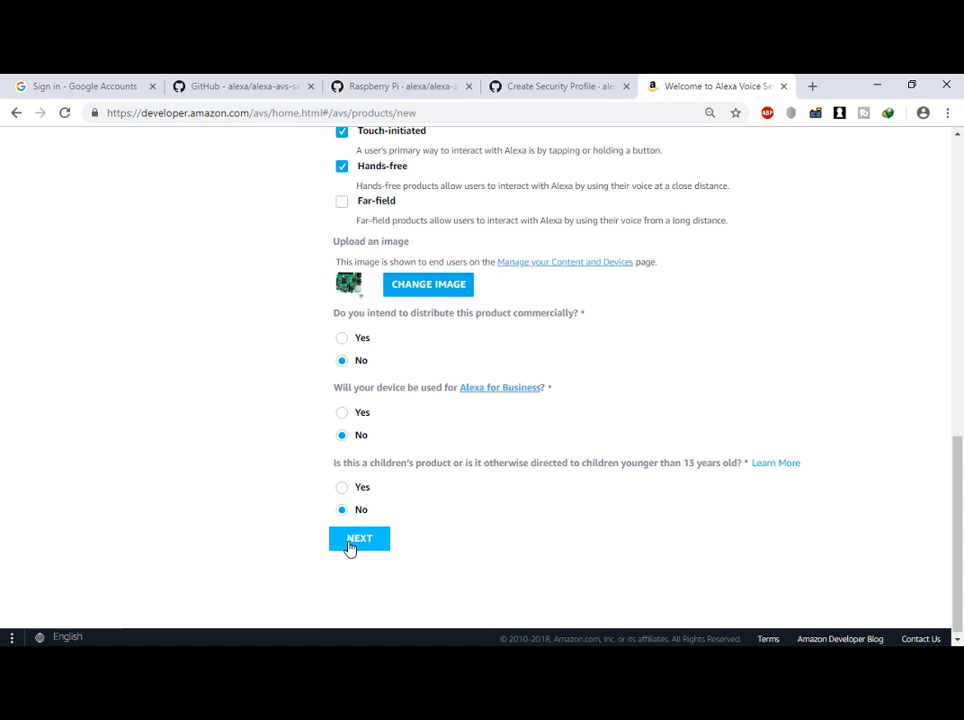 Sign in - Google Accounts
GitHub - alexa/alexa-avs-sa
Raspberry Pi · alexa/alexa-a
Create Security Profile · ale
Welcome to Alexa Voice Se
https://developer.amazon.com/avs/home.html#/avs/products/new
ABP
Touch-initiated
A user's primary way to interact with Alexa is by tapping or holding a button.
Hands-free
Hands-free products allow users to interact with Alexa by using their voice at a close distance.
Far-field
Far-field products allow users to interact with Alexa by using their voice from a long distance.
Upload an image
This image is shown to end users on the Manage your Content and Devices page.
CHANGE IMAGE
Do you intend to distribute this product commercially? *
Yes
No
Will your device be used for Alexa for Business? *
Yes
No
Is this a children's product or is it otherwise directed to children younger than 13 years old? * Learn More
Yes
No
NEXT
English
© 2010-2018, Amazon.com, Inc. or its affiliates. All Rights Reserved.
Terms
Amazon Developer Blog
Contact Us